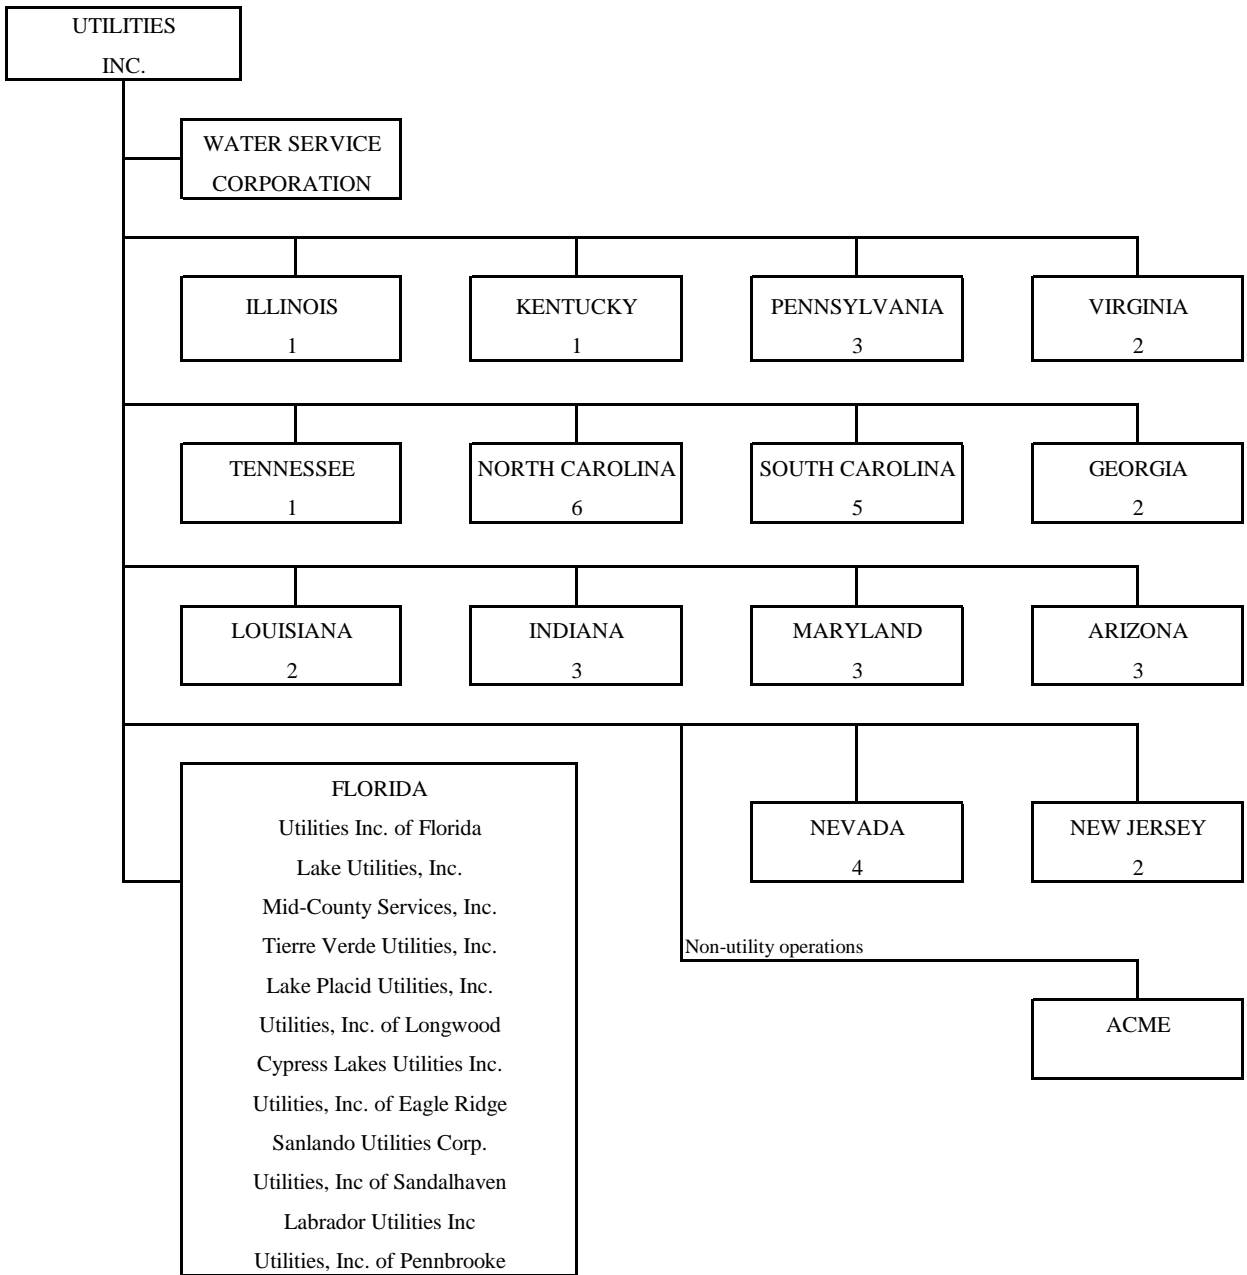 UTILITIES
INC.
WATER SERVICE
CORPORATION
ILLINOIS
1
KENTUCKY
1
PENNSYLVANIA
3
VIRGINIA
2
TENNESSEE
1
NORTH CAROLINA
6
SOUTH CAROLINA
5
GEORGIA
2
LOUISIANA
2
INDIANA
3
MARYLAND
3
ARIZONA
3
FLORIDA
Utilities Inc. of Florida
Lake Utilities, Inc.
Mid-County Services, Inc.
Tierre Verde Utilities, Inc.
Lake Placid Utilities, Inc.
Utilities, Inc. of Longwood
Cypress Lakes Utilities Inc.
Utilities, Inc. of Eagle Ridge
Sanlando Utilities Corp.
Utilities, Inc of Sandalhaven
Labrador Utilities Inc
Utilities, Inc. of Pennbrooke
NEVADA
4
NEW JERSEY
2
Non-utility operations
ACME